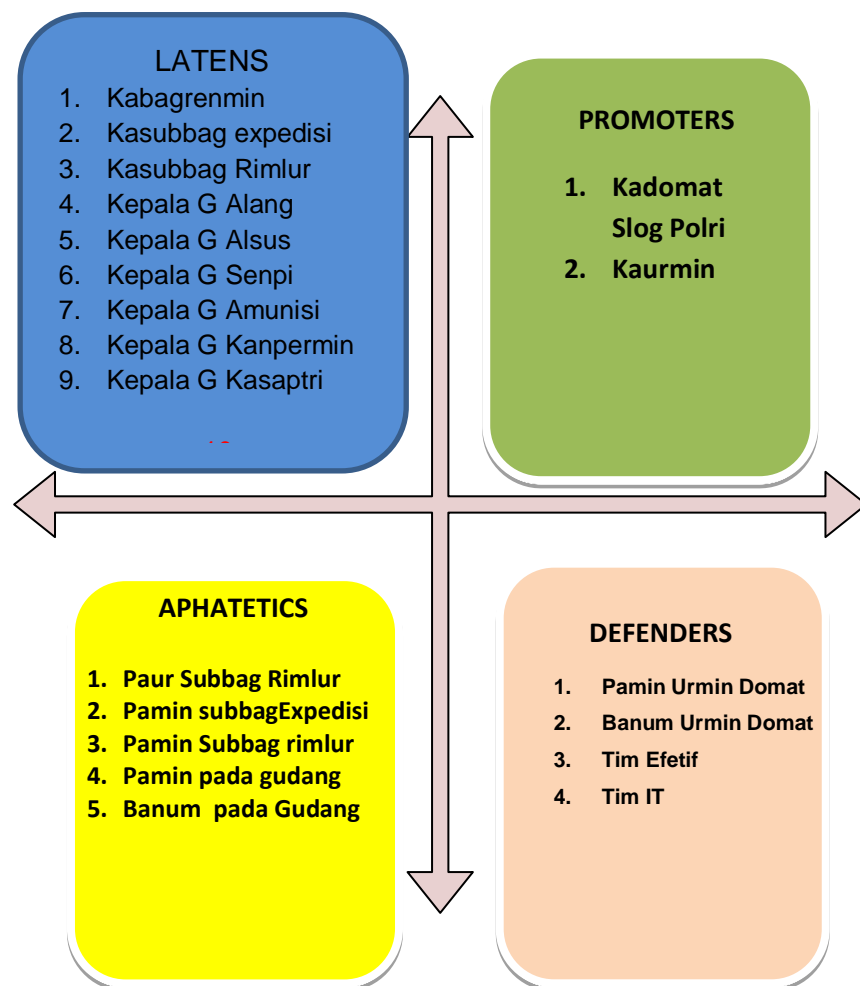 LATENS
1. Kabagrenmin
2. Kasubbag expedisi
3. Kasubbag Rimlur
4. Kepala G Alang
5. Kepala G Alsus
6. Kepala G Senpi
7. Kepala G Amunisi
8. Kepala G Kanpermin
9. Kepala G Kasaptri
PROMOTERS
1. Kadomat
Slog Polri
2. Kaurmin
APHATETICS
1. Paur Subbag Rimlur
2. Pamin subbagExpedisi
3. Pamin Subbag rimlur
4. Pamin pada gudang
5. Banum pada Gudang
DEFENDERS
1. Pamin Urmin Domat
2. Banum Urmin Domat
3. Tim Efetif
4. Tim IT